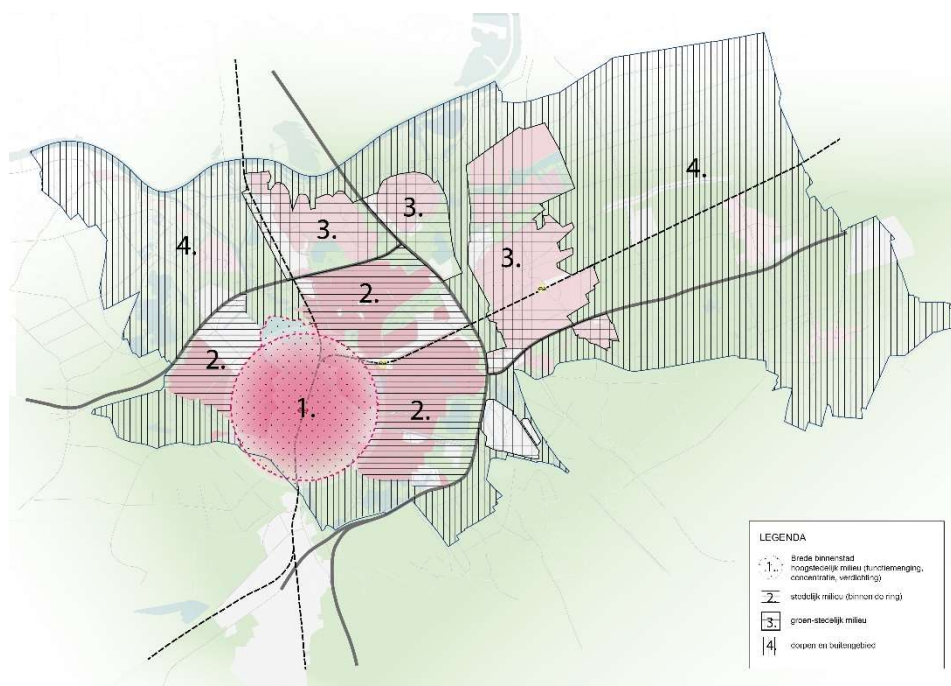 4.
3.
3.
4.
3.
2.
2.
1.
2.
LEGENDA
1. Brede binnenstad
hoogstedelijk milieu (functiemenging,
concentratie, verdichting)
2. stedelijk milieu (binnen de ring)
3. groen-stedelijk milieu
4. dorpen en buitengebied